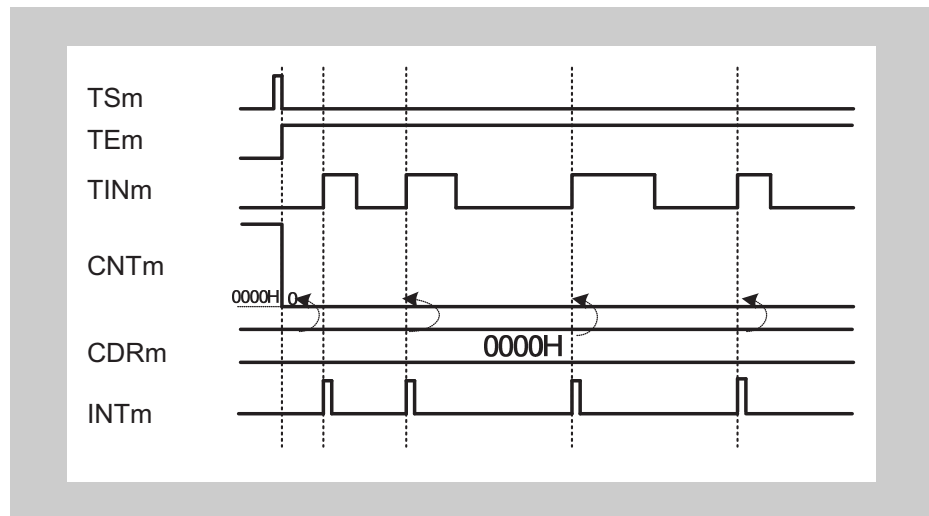 TSm
TEm
TINm
CNTm
0000H 0
CDRm
0000H
INTm